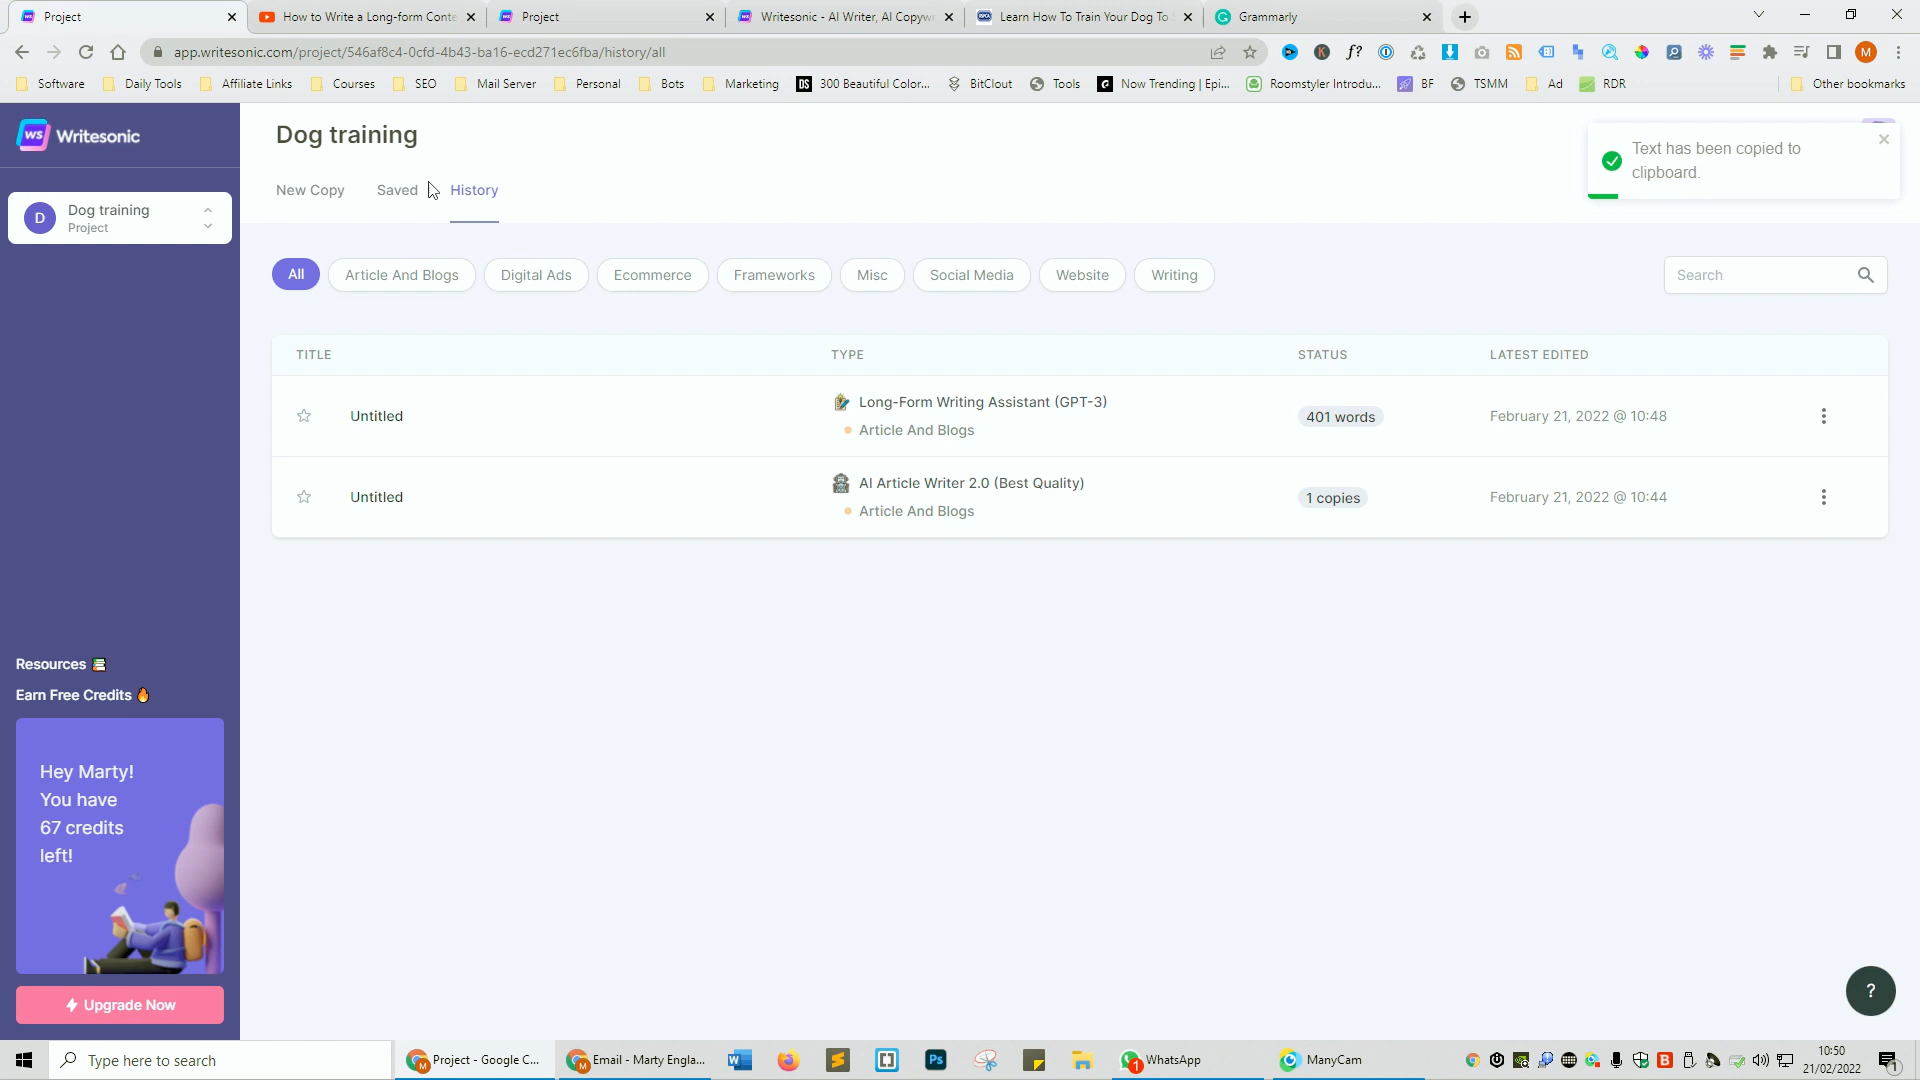 Project
How to Write a Long-form Conte
Project
Writesonic - AI Writer, AI Copywr
Learn How To Train Your Dog To
Grammarly
app.writesonic.com/project/546af8c4-0cfd-4b43-ba16-ecd271ec6fba/history/all
Software
Daily Tools
Affiliate Links
Courses
SEO
Mail Server
Personal
Bots
Marketing
300 Beautiful Color...
BitClout
Tools
Now Trending | Epi...
Roomstyler Introdu...
BF
TSMM
Ad
RDR
Other bookmarks
WS Writesonic
Dog training
Text has been copied to
clipboard.
New Copy
Saved
History
D
Dog training
Project
All
Article And Blogs
Digital Ads
Ecommerce
Frameworks
Misc
Social Media
Website
Writing
Search
TITLE
TYPE
STATUS
LATEST EDITED
Untitled
Long-Form Writing Assistant (GPT-3)
Article And Blogs
401 words
February 21, 2022 @ 10:48
Untitled
AI Article Writer 2.0 (Best Quality)
Article And Blogs
1 copies
February 21, 2022 @ 10:44
Resources
Earn Free Credits
Hey Marty!
You have
67 credits
left!
Upgrade Now
?
Type here to search
Project - Google C...
Email - Marty Engla...
WhatsApp
ManyCam
10:50
21/02/2022